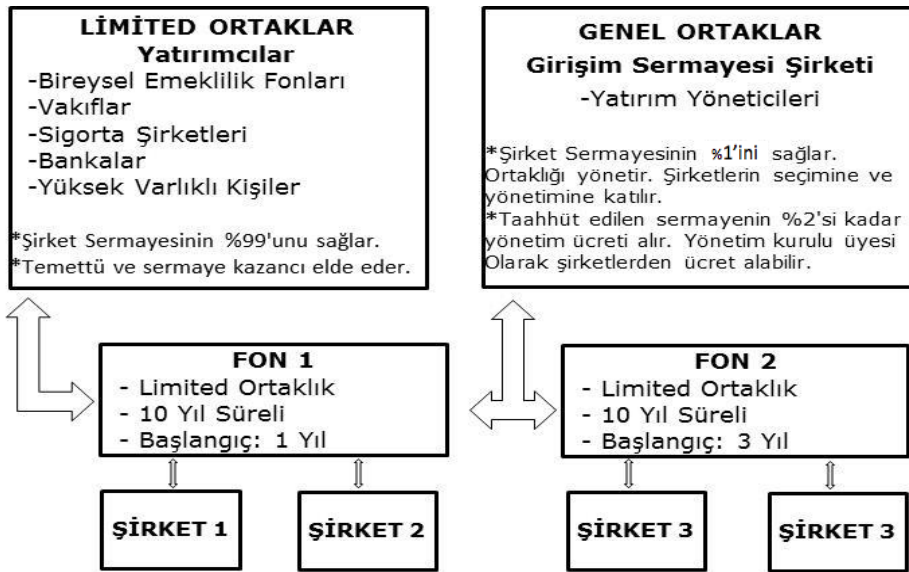 LİMİTED ORTAKLAR
Yatırımcılar
-Bireysel Emeklilik Fonları
-Vakıflar
-Sigorta Şirketleri
-Bankalar
-Yüksek Varlıklı Kişiler
*Şirket Sermayesinin %99'unu sağlar.
*Temettü ve sermaye kazancı elde eder.
GENEL ORTAKLAR
Girişim Sermayesi Şirketi
-Yatırım Yöneticileri
*Şirket Sermayesinin %1'ini sağlar.
Ortaklığı yönetir. Şirketlerin seçimine ve
yönetimine katılır.
*Taahhüt edilen sermayenin %2'si kadar
yönetim ücreti alır. Yönetim kurulu üyesi
Olarak şirketlerden ücret alabilir.
FON 1
- Limited Ortaklık
- 10 Yıl Süreli
- Başlangıç: 1 Yıl
FON 2
- Limited Ortaklık
- 10 Yıl Süreli
- Başlangıç: 3 Yıl
ŞİRKET 1
ŞİRKET 2
ŞİRKET 3
ŞİRKET 3